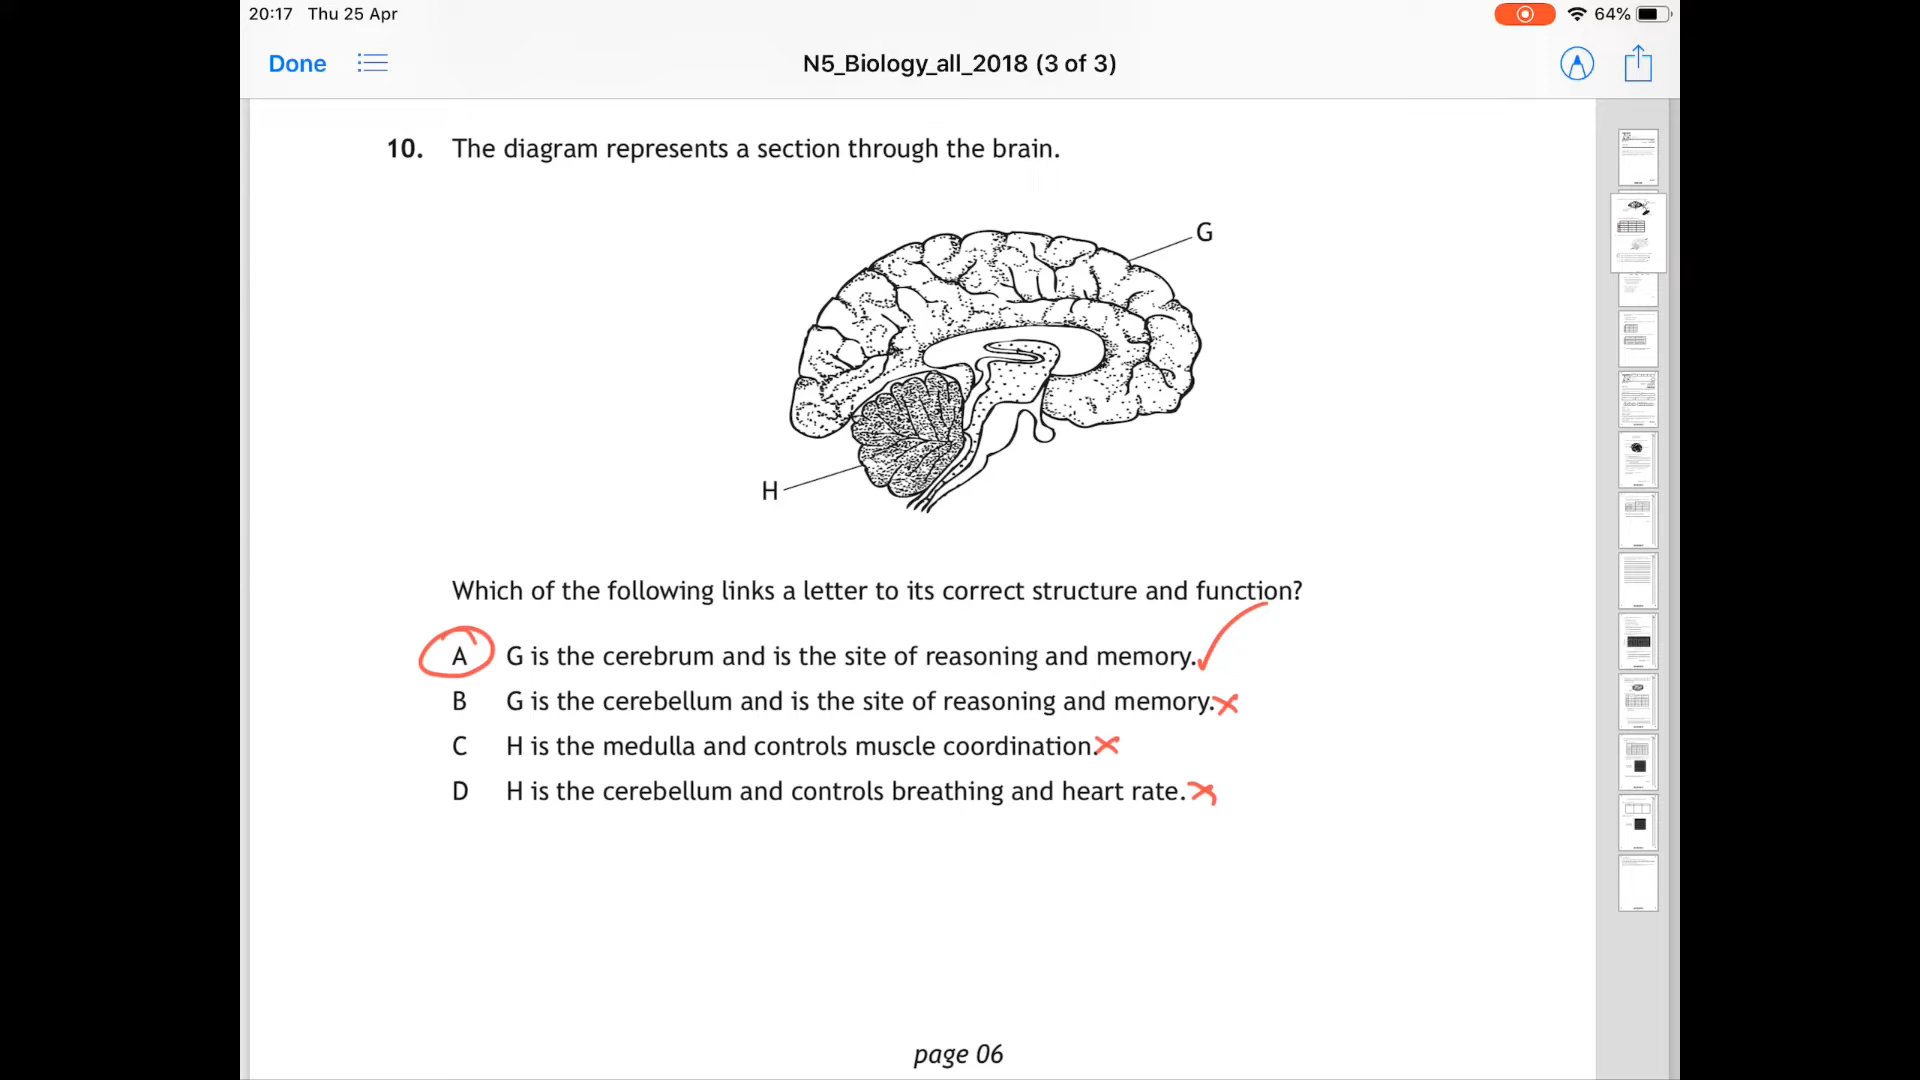 20:17 Thu 25 Apr
64%
Done
N5_Biology_all_2018 (3 of 3)
10. The diagram represents a section through the brain.
G
H
Which of the following links a letter to its correct structure and function?
A G is the cerebrum and is the site of reasoning and memory.
B G is the cerebellum and is the site of reasoning and memory.
C H is the medulla and controls muscle coordination.
D H is the cerebellum and controls breathing and heart rate.
page 06